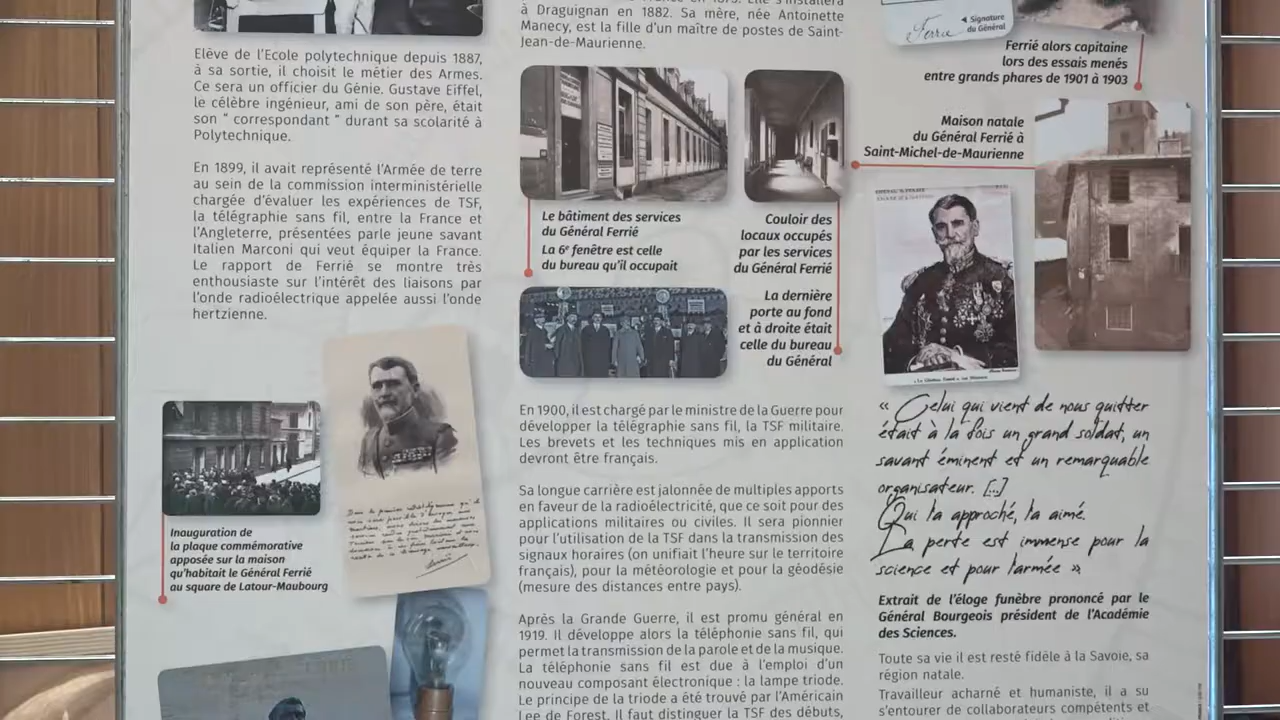 Elève de l'Ecole polytechnique depuis 1887,
à sa sortie, il choisit le métier des Armes.
Ce sera un officier du Génie. Gustave Eiffel,
le célèbre ingénieur, ami de son père, était
son " correspondant " durant sa scolarité à
Polytechnique.
En 1899, il avait représenté l'Armée de terre
au sein de la commission interministérielle
chargée d'évaluer les expériences de TSF,
la télégraphie sans fil, entre la France et
l'Angleterre, présentées parle jeune savant
Italien Marconi qui veut équiper la France.
Le rapport de Ferrié se montre très
enthousiaste sur l'intérêt des liaisons par
l'onde radioélectrique appelée aussi l'onde
hertzienne.
Inauguration de
la plaque commémorative
apposée sur la maison
qu'habitait le Général Ferrié
au square de Latour-Maubourg
à Draguignan en 1882. Sa mère, née Antoinette
Manecy, est la fille d'un maître de postes de Saint-
Jean-de-Maurienne.
Le bâtiment des services
du Général Ferrié
La 6e fenêtre est celle
du bureau qu'il occupait
Couloir des
locaux occupés
par les services
du Général Ferrié
La dernière
porte au fond
et à droite était
celle du bureau
du Général
En 1900, il est chargé par le ministre de la Guerre pour
développer la télégraphie sans fil, la TSF militaire.
Les brevets et les techniques mis en application
devront être français.
Sa longue carrière est jalonnée de multiples apports
en faveur de la radioélectricité, que ce soit pour des
applications militaires ou civiles. Il sera pionnier
pour l'utilisation de la TSF dans la transmission des
signaux horaires (on unifiait l'heure sur le territoire
français), pour la météorologie et pour la géodésie
(mesure des distances entre pays).
Après la Grande Guerre, il est promu général en
1919. Il développe alors la téléphonie sans fil, qui
permet la transmission de la parole et de la musique.
La téléphonie sans fil est due à l'emploi d'un
nouveau composant électronique : la lampe triode.
Le principe de la triode a été trouvé par l'Américain
Lee de Forest. Il faut distinguer la TSF des débuts,
Ferrié
Signature
du Général
Ferrié alors capitaine
lors des essais menés
entre grands phares de 1901 à 1903
Maison natale
du Général Ferrié à
Saint-Michel-de-Maurienne
« Celui qui vient de nous quitter
était à la fois un grand soldat, un
savant éminent et un remarquable
organisateur. [...]
Qui l'a approché, l'a aimé.
La perte est immense pour la
science et pour l'armée »
Extrait de l'éloge funèbre prononcé par le
Général Bourgeois président de l'Académie
des Sciences.
Toute sa vie il est resté fidèle à la Savoie, sa
région natale.
Travailleur acharné et humaniste, il a su
s'entourer de collaborateurs compétents et